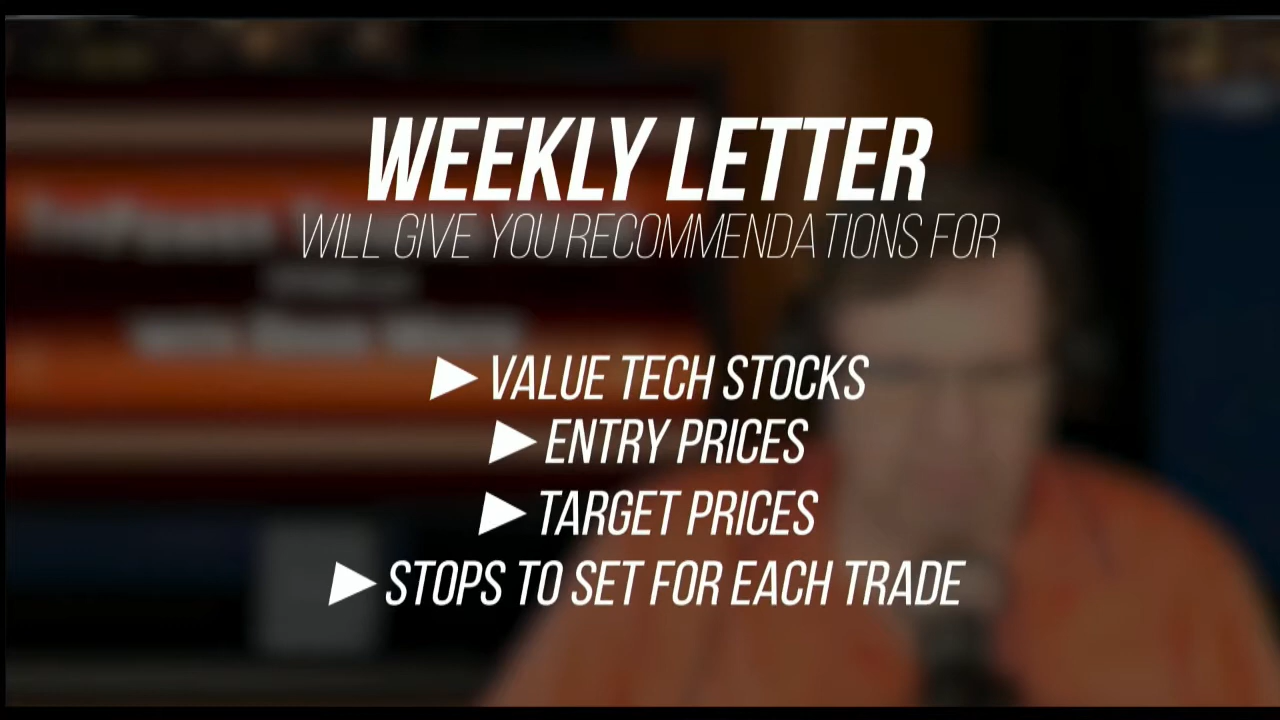 WEEKLY LETTER
WILL GIVE YOU RECOMMENDATIONS FOR
▶ VALUE TECH STOCKS
▶ ENTRY PRICES
▶ TARGET PRICES
▶ STOPS TO SET FOR EACH TRADE